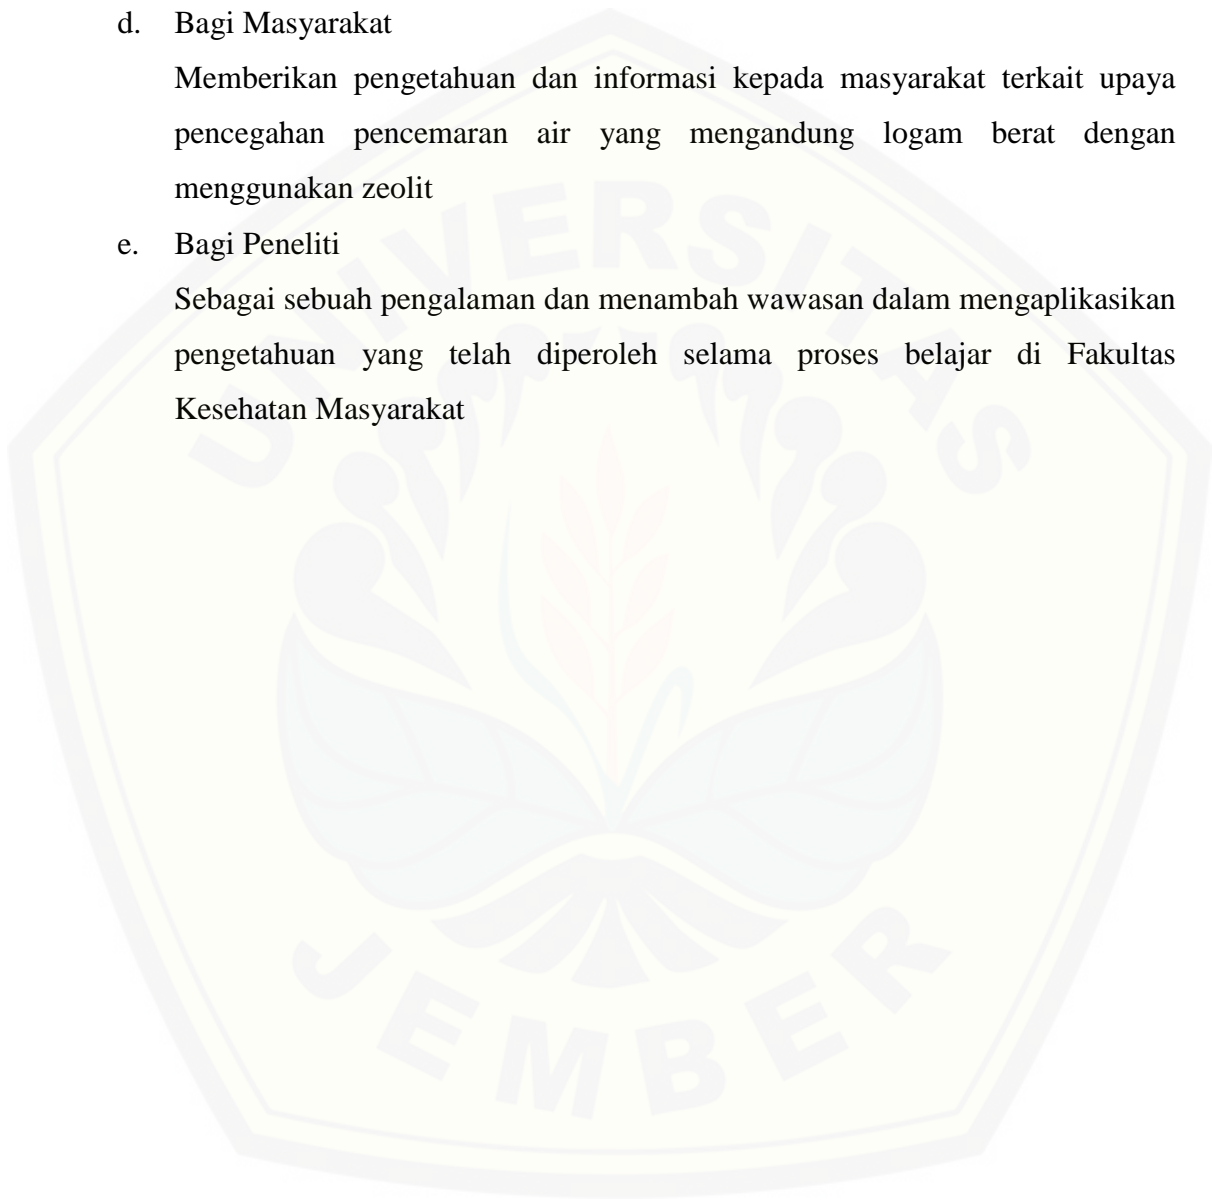 d. Bagi Masyarakat
Memberikan pengetahuan dan informasi kepada masyarakat terkait upaya
pencegahan pencemaran air yang mengandung logam berat dengan
menggunakan zeolit
e. Bagi Peneliti
Sebagai sebuah pengalaman dan menambah wawasan dalam mengaplikasikan
pengetahuan yang telah diperoleh selama proses belajar di Fakultas
Kesehatan Masyarakat
UNIVERSITAS
JEMBER